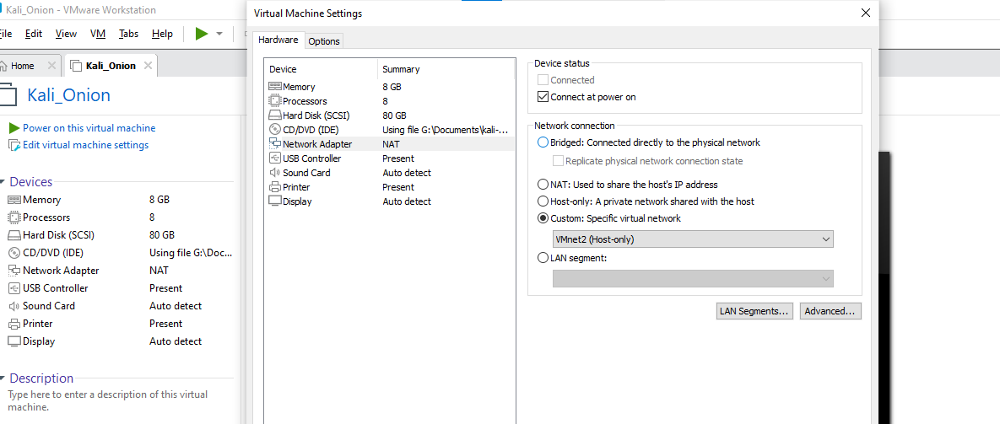 Kali_Onion - VMware Workstation
File Edit View VM Tabs Help
Home Kali_Onion
Kali_Onion
Power on this virtual machine
Edit virtual machine settings
Devices
Memory 8 GB
Processors 8
Hard Disk (SCSI) 80 GB
CD/DVD (IDE) Using file G:\Doc...
Network Adapter NAT
USB Controller Present
Sound Card Auto detect
Printer Present
Display Auto detect
Description
Type here to enter a description of this virtual
machine.
Virtual Machine Settings
Hardware Options
Device Summary
Memory 8 GB
Processors 8
Hard Disk (SCSI) 80 GB
CD/DVD (IDE) Using file G:\Documents\kali-...
Network Adapter NAT
USB Controller Present
Sound Card Auto detect
Printer Present
Display Auto detect
Device status
Connected
Connect at power on
Network connection
Bridged: Connected directly to the physical network
Replicate physical network connection state
NAT: Used to share the host's IP address
Host-only: A private network shared with the host
Custom: Specific virtual network
VMnet2 (Host-only)
LAN segment:
LAN Segments... Advanced...